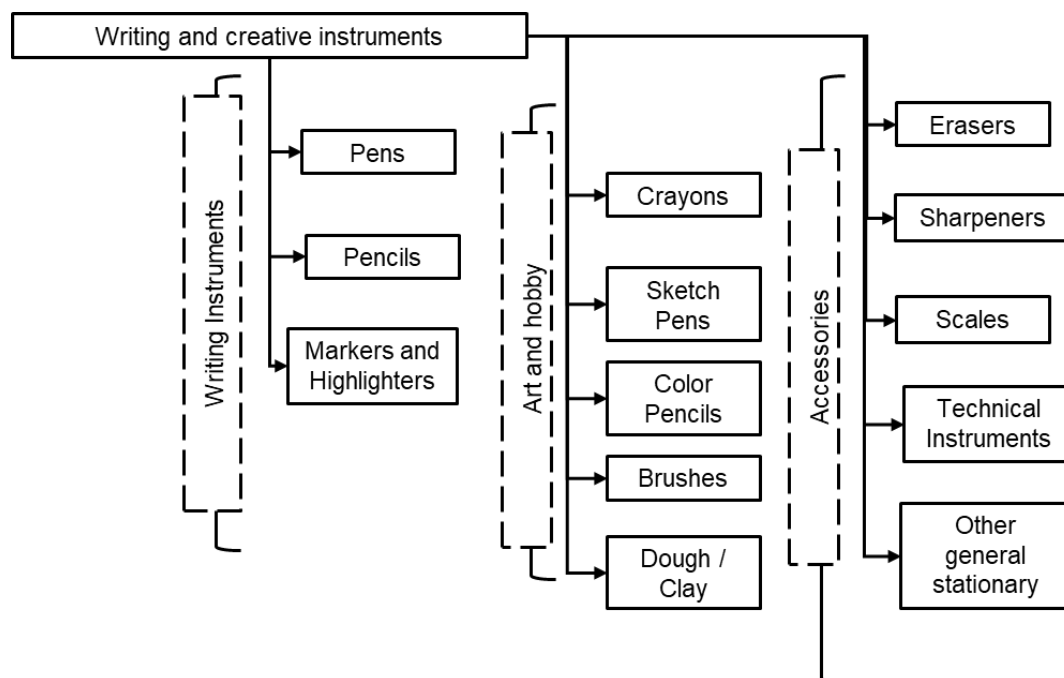 Writing and creative instruments
Writing Instruments
Pens
Pencils
Markers and
Highlighters
Art and hobby
Crayons
Sketch
Pens
Color
Pencils
Brushes
Dough /
Clay
Accessories
Erasers
Sharpeners
Scales
Technical
Instruments
Other
general
stationary